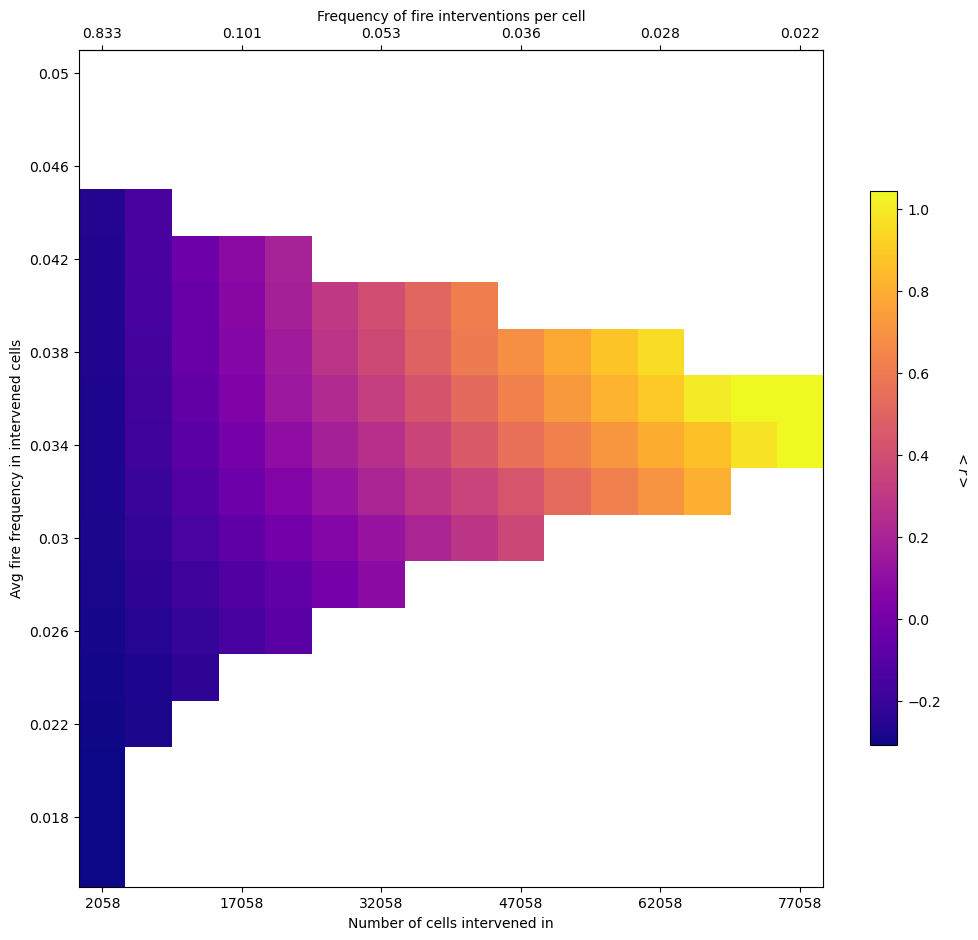 Frequency of fire interventions per cell
0.833 0.101 0.053 0.036 0.028 0.022
0.05
0.046
0.042
0.038
0.034
0.03
0.026
0.022
0.018
Avg fire frequency in intervened cells
2058 17058 32058 47058 62058 77058
Number of cells intervened in
1.0
0.8
0.6
0.4
0.2
0.0
−0.2
< r >